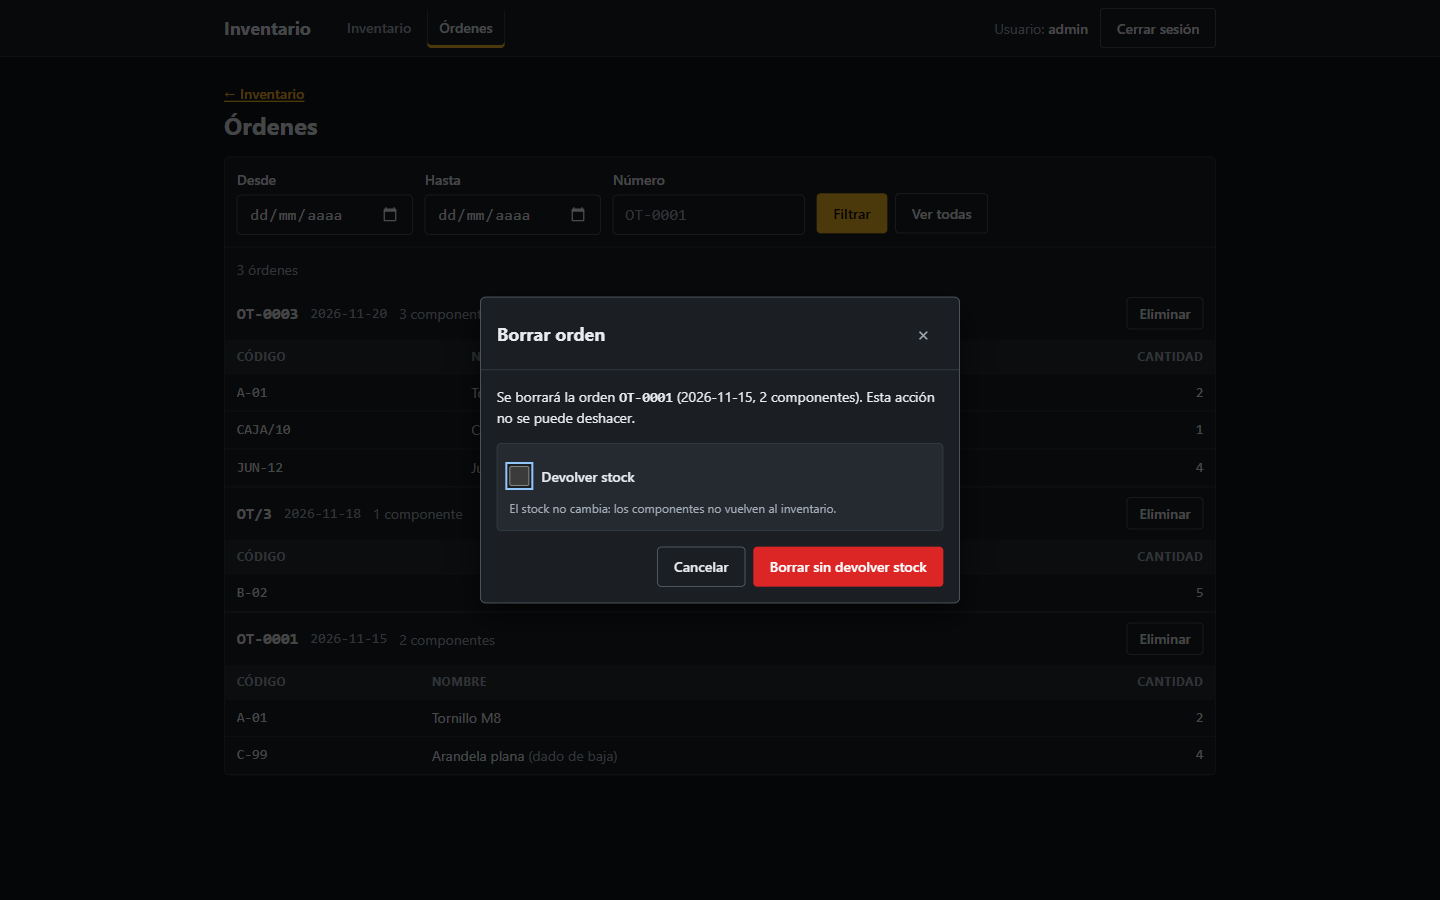 Inventario Inventario Órdenes Usuario: admin Cerrar sesión
← Inventario
Órdenes
Desde Hasta Número
dd/mm/aaaa dd/mm/aaaa OT-0001 Filtrar Ver todas
3 órdenes
OT-0003 2026-11-20 3 component Eliminar
CÓDIGO N CANTIDAD
A-01 To 2
CAJA/10 C 1
JUN-12 Ju 4
OT/3 2026-11-18 1 componente Eliminar
CÓDIGO CANTIDAD
B-02 5
OT-0001 2026-11-15 2 componentes Eliminar
CÓDIGO NOMBRE CANTIDAD
A-01 Tornillo M8 2
C-99 Arandela plana (dado de baja) 4
Borrar orden ×
Se borrará la orden OT-0001 (2026-11-15, 2 componentes). Esta acción
no se puede deshacer.
Devolver stock
El stock no cambia: los componentes no vuelven al inventario.
Cancelar Borrar sin devolver stock